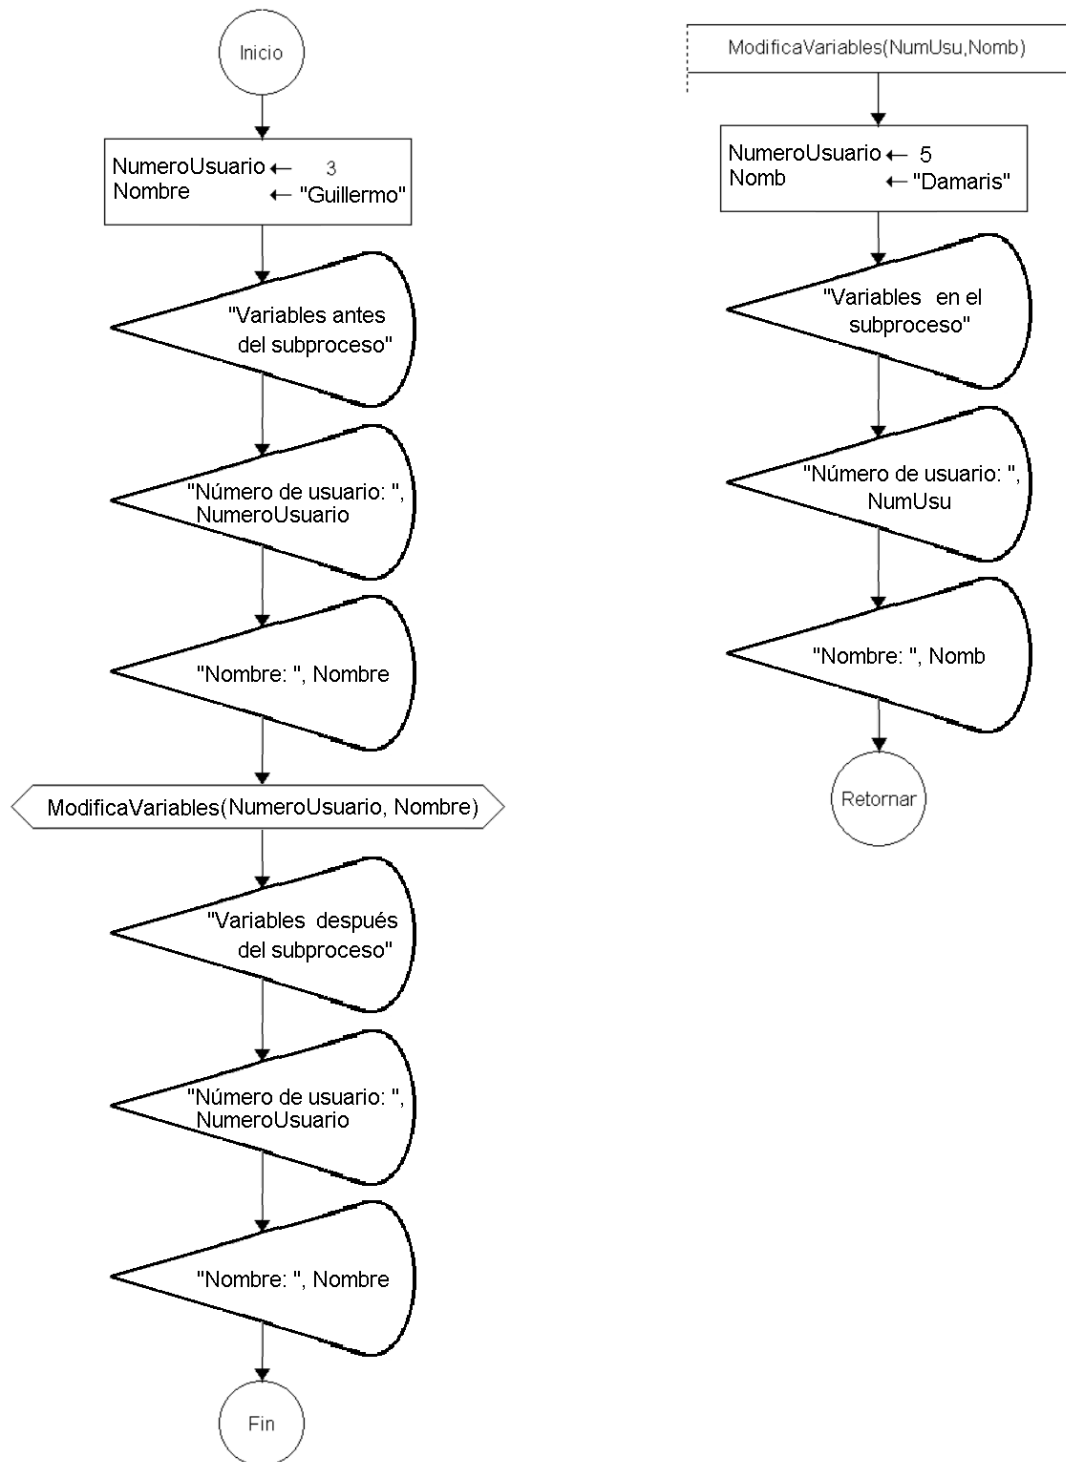 Inicio
NumeroUsuario ← 3
Nombre ← "Guillermo"
"Variables antes
del subproceso"
"Número de usuario: ",
NumeroUsuario
"Nombre: ", Nombre
ModificaVariables(NumeroUsuario, Nombre)
"Variables después
del subproceso"
"Número de usuario: ",
NumeroUsuario
"Nombre: ", Nombre
Fin
ModificaVariables(NumUsu,Nomb)
NumeroUsuario ← 5
Nomb ← "Damaris"
"Variables en el
subproceso"
"Número de usuario: ",
NumUsu
"Nombre: ", Nomb
Retornar